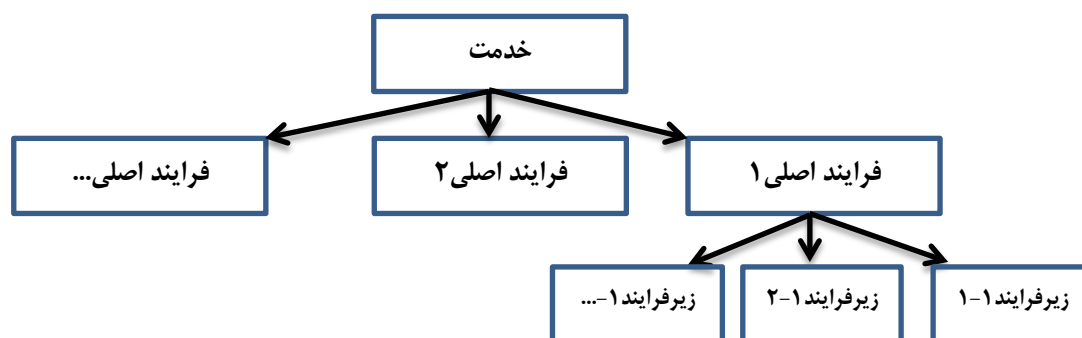 خدمت
فرایند اصلی۱
فرایند اصلی۲
فرایند اصلی...
زیرفرایند۱-۱
زیرفرایند۱-۲
زیرفرایند۱-...